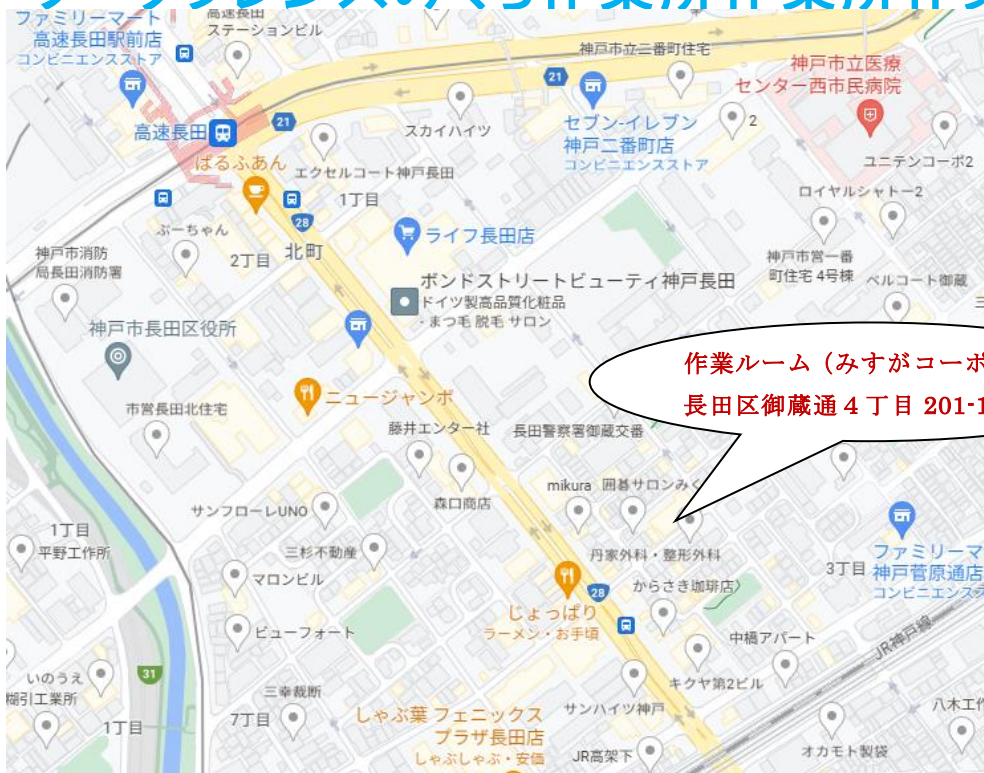 ファミリーマート
高速長田駅前店
コンビニエンスストア
高速長田
ステーションビル
神戸市立二番町住宅
神戸市立医療
センター西市民病院
21
セブン-イレブン
神戸二番町店
コンビニエンスストア
2
高速長田
21
スカイハイツ
ぱるふあん
エクセルコート神戸長田
ユニテンコーポ2
1丁目
ロイヤルシャトー2
28
ぶーちゃん
北町
2丁目
ライフ長田店
神戸市消防
局長田消防署
神戸市営一番
町住宅 4号棟
ベルコート御蔵
ボンドストリートビューティ神戸長田
ドイツ製高品質化粧品
・まつ毛 脱毛 サロン
神戸市長田区役所
作業ルーム（みすがコーポ
長田区御蔵通４丁目 201-1
ニュージャンボ
市営長田北住宅
藤井エンター社
長田警察署御蔵交番
森口商店
mikura
囲碁サロンみく
サンフローレUNO
1丁目
平野工作所
三杉不動産
丹家外科・整形外科
ファミリーマ
神戸菅原通店
コンビニエンスス
3丁目
マロンビル
28
からさき珈琲店
じょっぱり
ラーメン・お手頃
ビューフォート
中橋アパート
JR神戸線
いのうえ
糊引工業所
31
キクヤ第2ビル
三幸裁断
サンハイツ神戸
八木工作
1丁目
7丁目
しゃぶ葉 フェニックス
プラザ長田店
しゃぶしゃぶ・安価
JR高架下
オカモト製袋